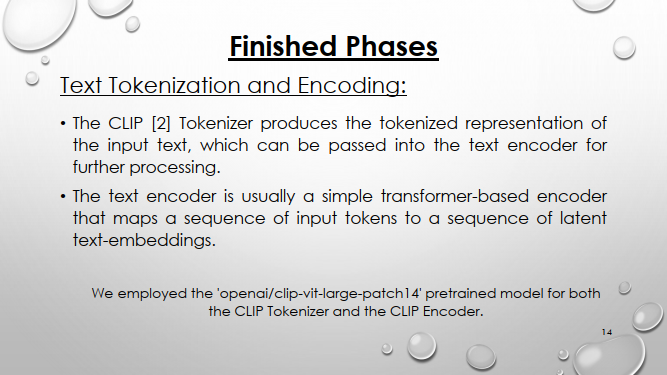 Finished Phases
Text Tokenization and Encoding:
• The CLIP [2] Tokenizer produces the tokenized representation of
the input text, which can be passed into the text encoder for
further processing.
• The text encoder is usually a simple transformer-based encoder
that maps a sequence of input tokens to a sequence of latent
text-embeddings.
We employed the 'openai/clip-vit-large-patch14' pretrained model for both
the CLIP Tokenizer and the CLIP Encoder.
14